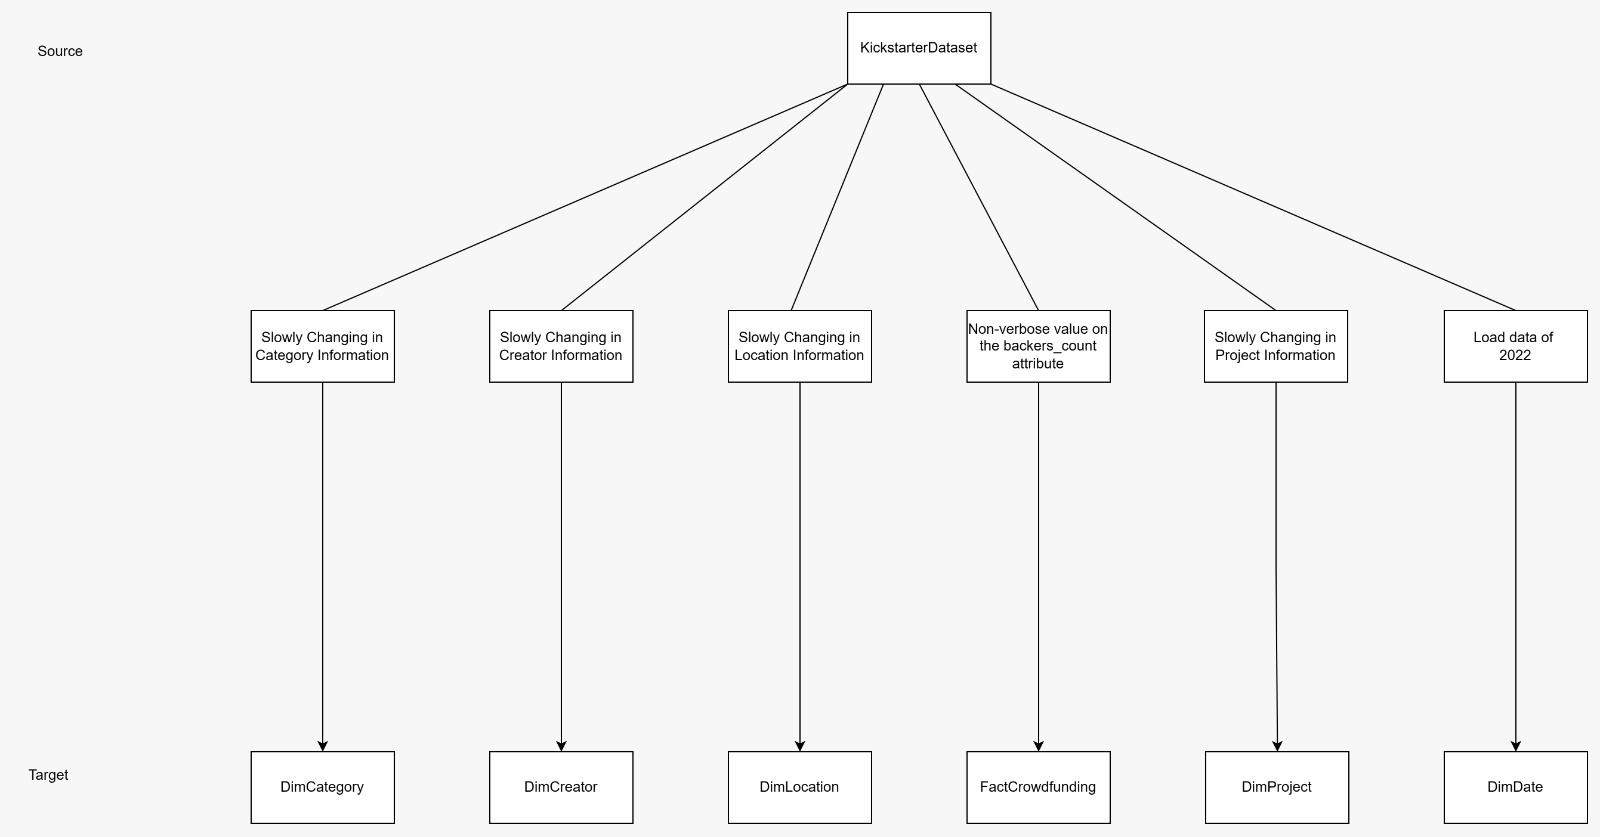 Source
KickstarterDataset
Slowly Changing in
Category Information
Slowly Changing in
Creator Information
Slowly Changing in
Location Information
Non-verbose value on
the backers_count
attribute
Slowly Changing in
Project Information
Load data of
2022
Target
DimCategory
DimCreator
DimLocation
FactCrowdfunding
DimProject
DimDate